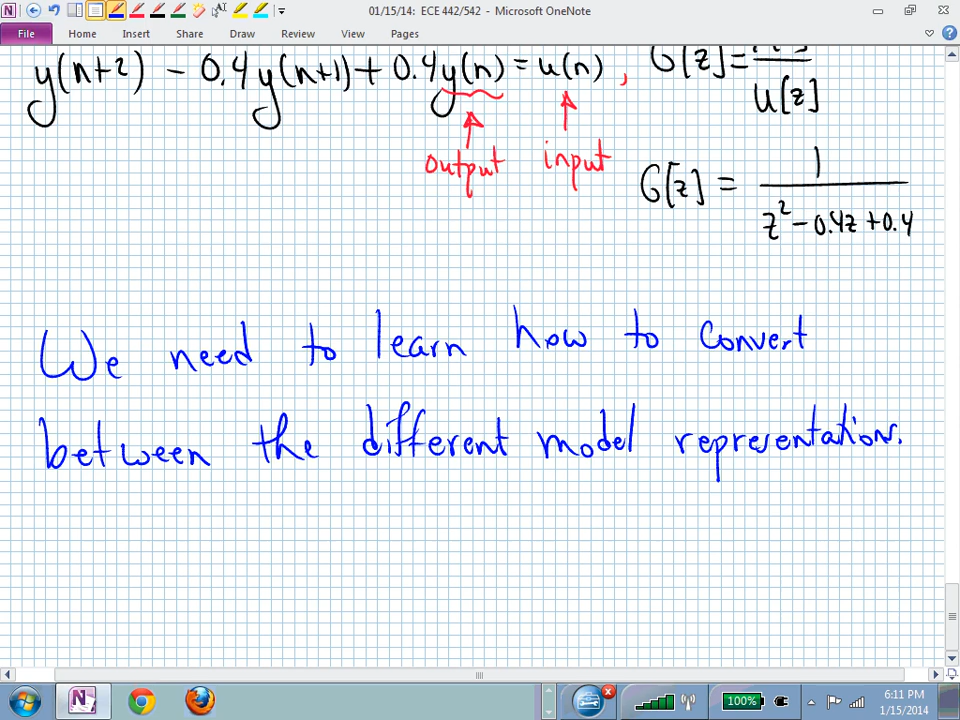 01/15/14: ECE 442/542 - Microsoft OneNote
File Home Insert Share Draw Review View Pages
y(n+2) - 0.4y(n+1) + 0.4y(n) = u(n) , G[z] =
u[z]
output input
G[z] = 1
z² - 0.4z + 0.4
We need to learn how to convert
between the different model representations.
100%
6:11 PM
1/15/2014